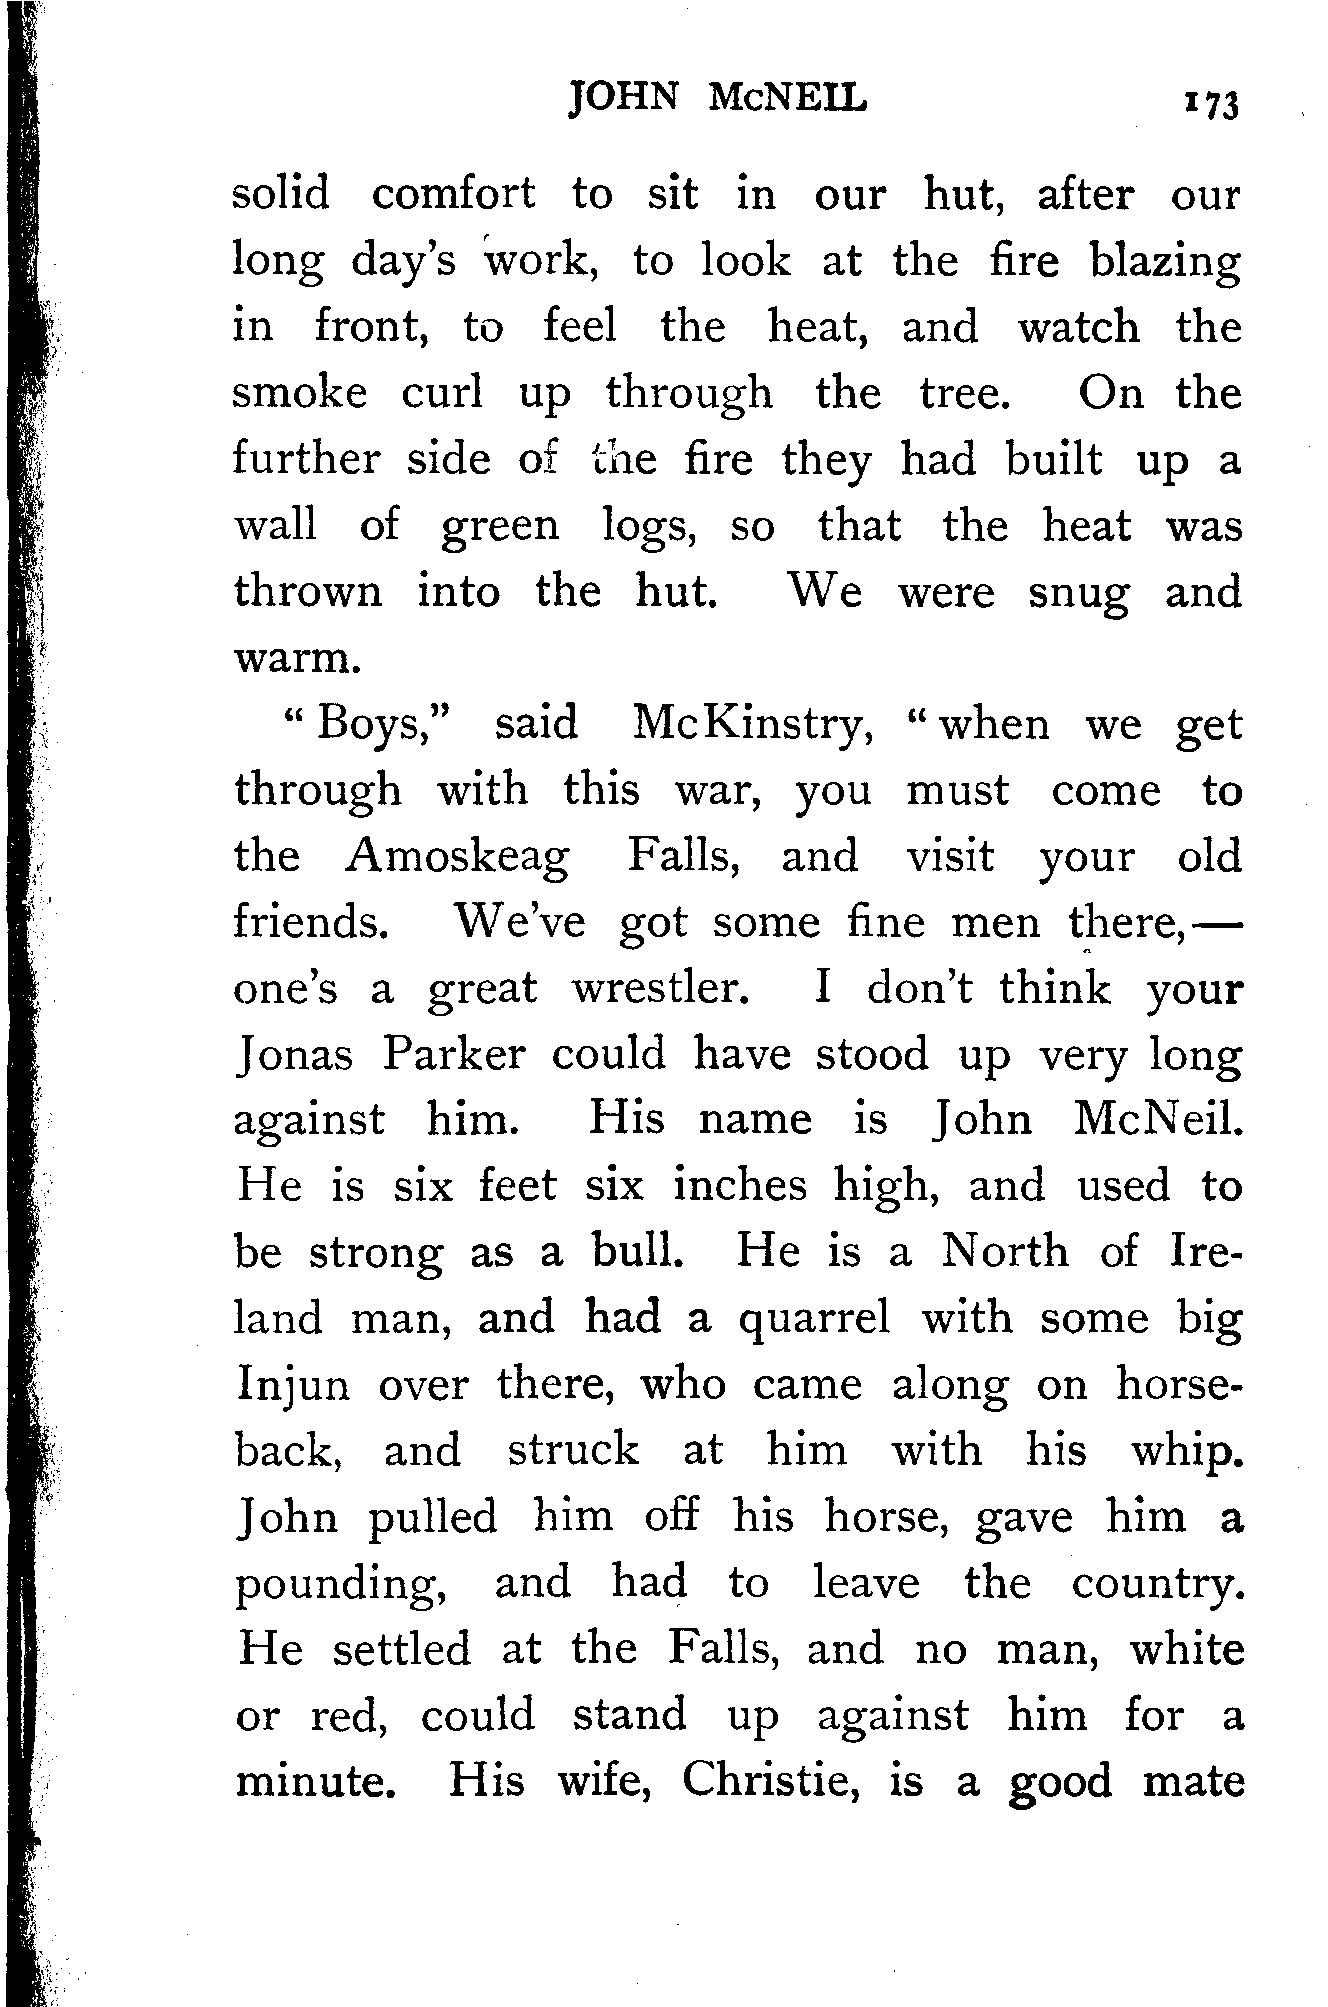 JOHN McNEIL 173
solid comfort to sit in our hut, after our
long day's work, to look at the fire blazing
in front, to feel the heat, and watch the
smoke curl up through the tree. On the
further side of the fire they had built up a
wall of green logs, so that the heat was
thrown into the hut. We were snug and
warm.
"Boys," said McKinstry, "when we get
through with this war, you must come to
the Amoskeag Falls, and visit your old
friends. We've got some fine men there,—
one's a great wrestler. I don't think your
Jonas Parker could have stood up very long
against him. His name is John McNeil.
He is six feet six inches high, and used to
be strong as a bull. He is a North of Ire-
land man, and had a quarrel with some big
Injun over there, who came along on horse-
back, and struck at him with his whip.
John pulled him off his horse, gave him a
pounding, and had to leave the country.
He settled at the Falls, and no man, white
or red, could stand up against him for a
minute. His wife, Christie, is a good mate